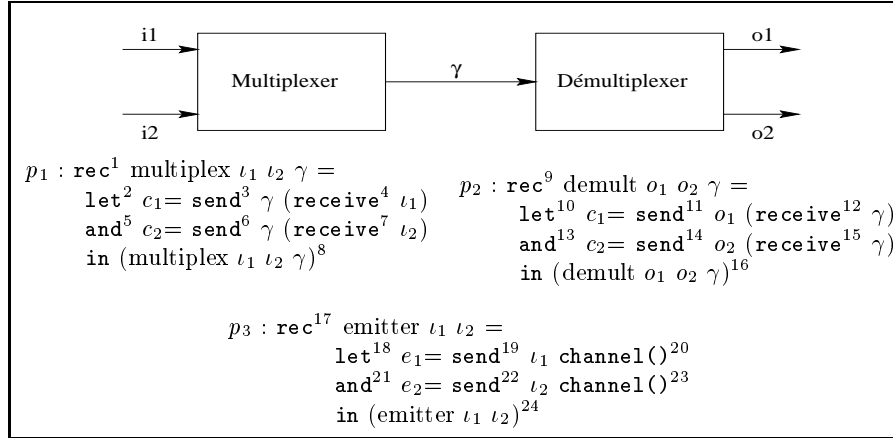 i1
i2
Multiplexer
γ
Démultiplexer
o1
o2
p₁ : rec¹ multiplex ι₁ ι₂ γ =
let² c₁= send³ γ (receive⁴ ι₁)
and⁵ c₂= send⁶ γ (receive⁷ ι₂)
in (multiplex ι₁ ι₂ γ)⁸
p₂ : rec⁹ demult o₁ o₂ γ =
let¹⁰ c₁= send¹¹ o₁ (receive¹² γ)
and¹³ c₂= send¹⁴ o₂ (receive¹⁵ γ)
in (demult o₁ o₂ γ)¹⁶
p₃ : rec¹⁷ emitter ι₁ ι₂ =
let¹⁸ e₁= send¹⁹ ι₁ channel()²⁰
and²¹ e₂= send²² ι₂ channel()²³
in (emitter ι₁ ι₂)²⁴